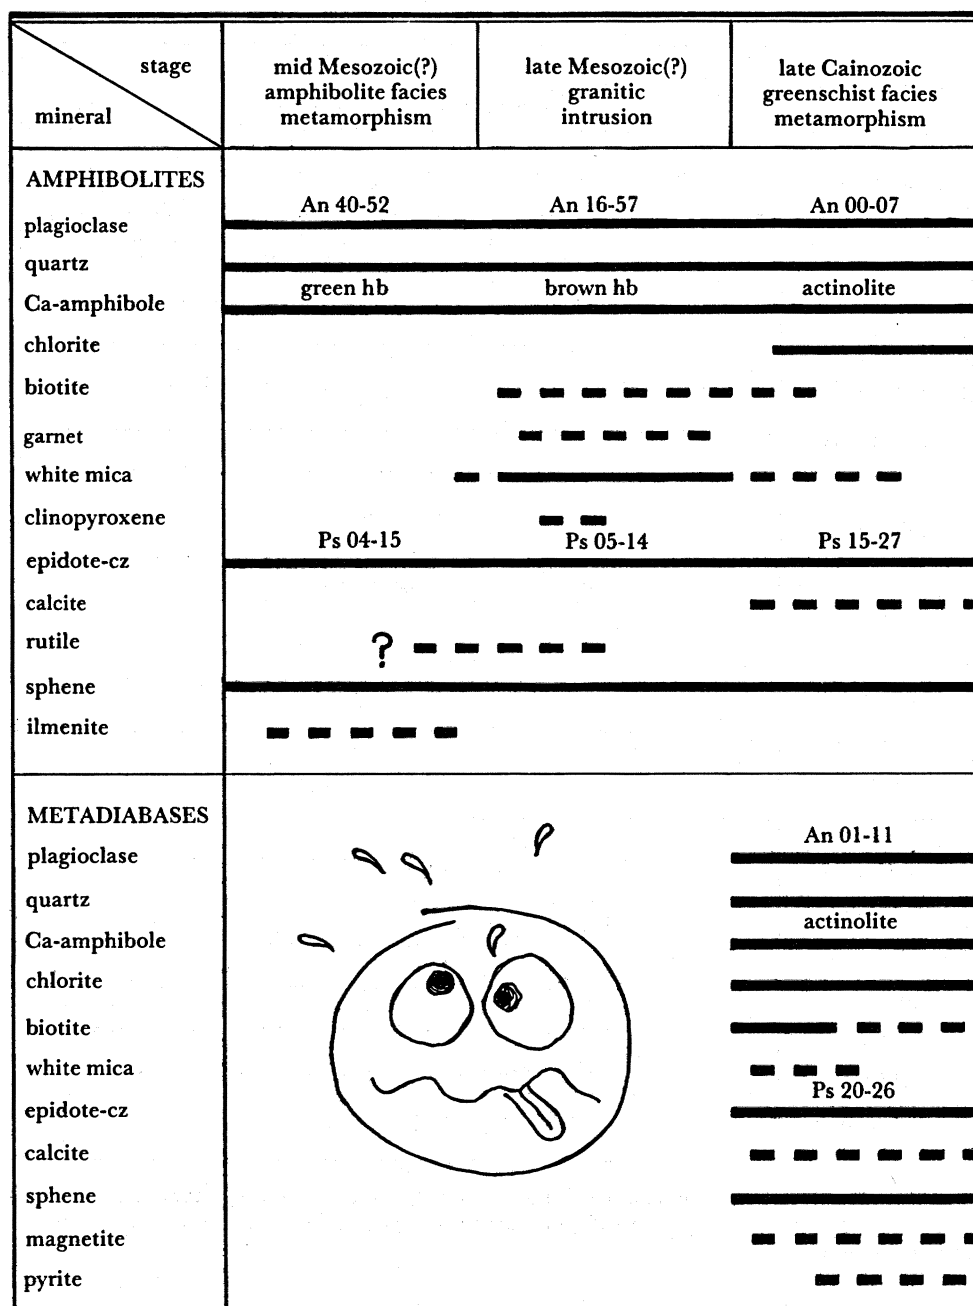 stage
mineral
mid Mesozoic(?)
amphibolite facies
metamorphism
late Mesozoic(?)
granitic
intrusion
late Cainozoic
greenschist facies
metamorphism
AMPHIBOLITES
An 40-52 An 16-57 An 00-07
plagioclase
quartz
green hb brown hb actinolite
Ca-amphibole
chlorite
biotite
garnet
white mica
clinopyroxene
Ps 04-15 Ps 05-14 Ps 15-27
epidote-cz
calcite
rutile ?
sphene
ilmenite
METADIABASES
An 01-11
plagioclase
quartz
actinolite
Ca-amphibole
chlorite
biotite
white mica
Ps 20-26
epidote-cz
calcite
sphene
magnetite
pyrite